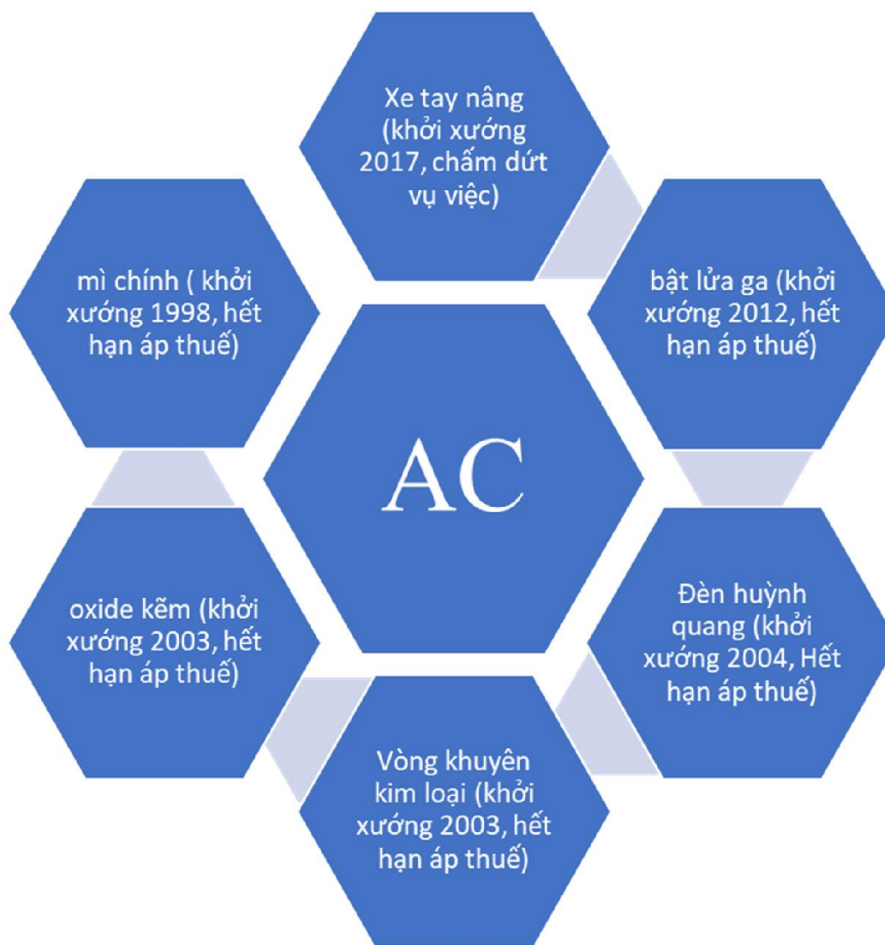 Xe tay nâng
(khởi xướng
2017, chấm dứt
vụ việc)
mì chính ( khởi
xướng 1998, hết
hạn áp thuế)
bật lửa ga (khởi
xướng 2012, hết
hạn áp thuế)
AC
oxide kẽm (khởi
xướng 2003, hết
hạn áp thuế)
Đèn huỳnh
quang (khởi
xướng 2004, Hết
hạn áp thuế)
Vòng khuyên
kim loại (khởi
xướng 2003, hết
hạn áp thuế)